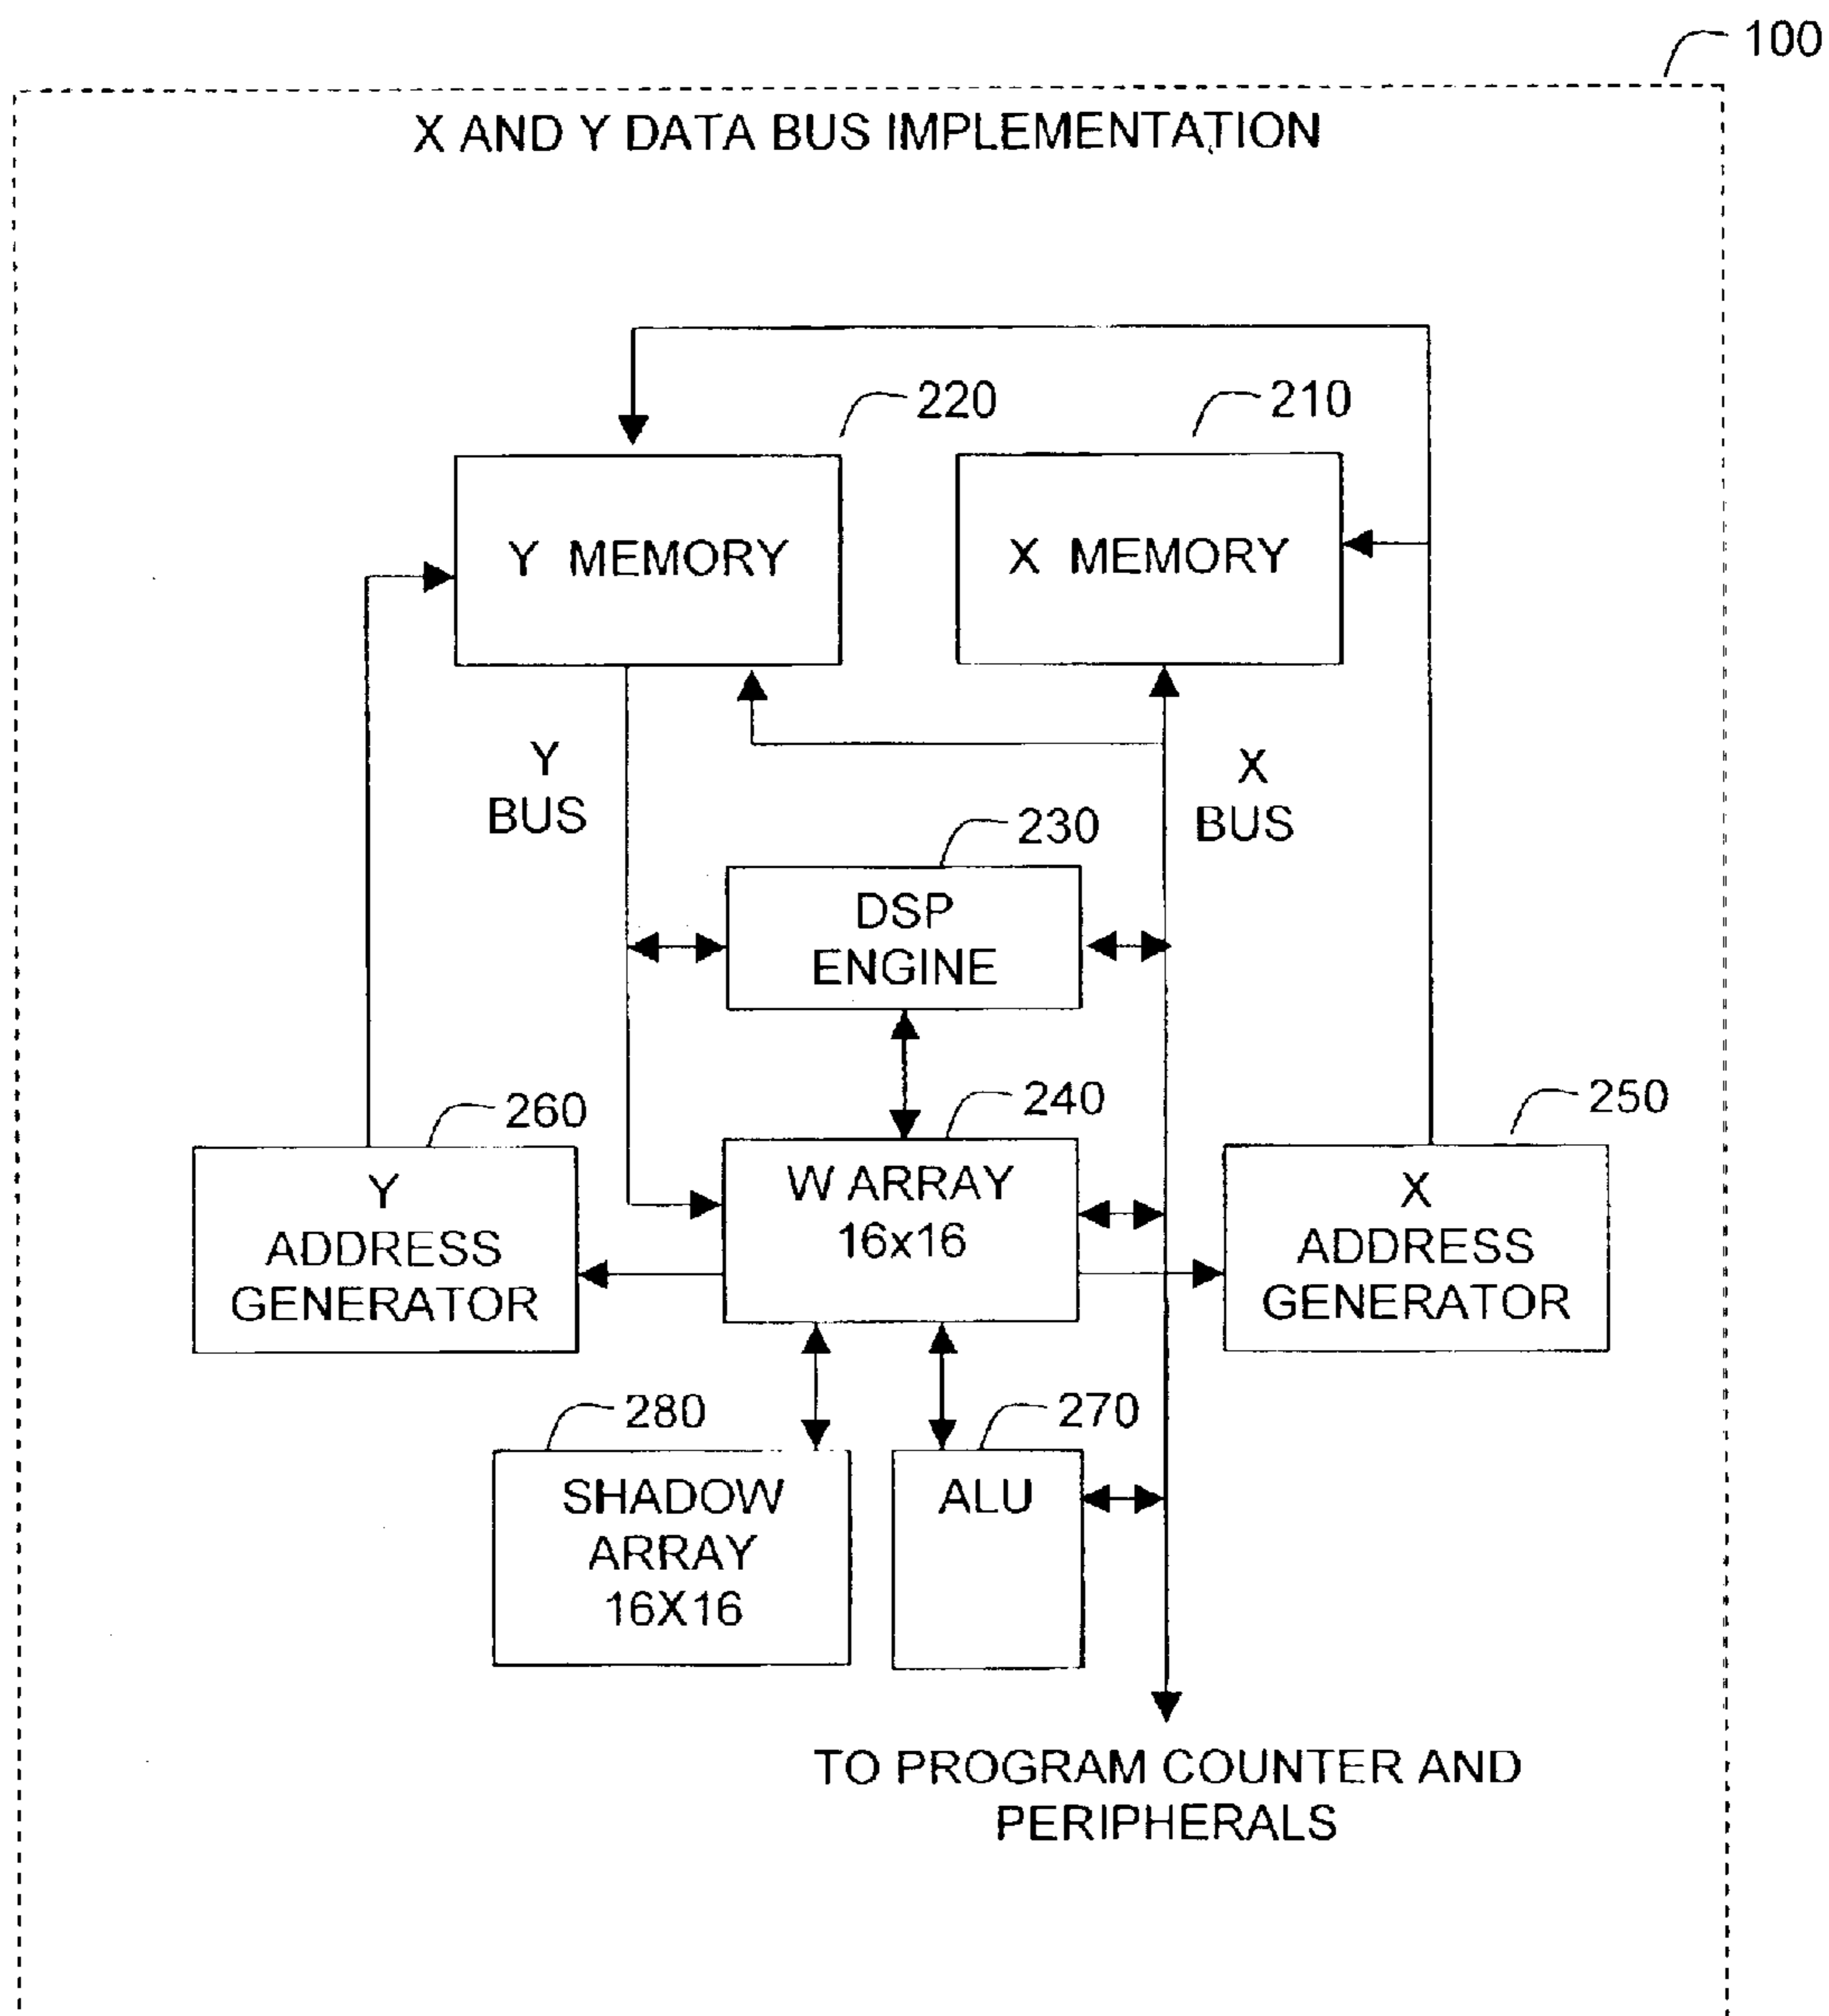 100
X AND Y DATA BUS IMPLEMENTATION
220
210
Y MEMORY
X MEMORY
Y
BUS
X
BUS
230
DSP
ENGINE
240
260
250
W ARRAY
16x16
Y
ADDRESS
GENERATOR
X
ADDRESS
GENERATOR
280
270
SHADOW
ARRAY
16X16
ALU
TO PROGRAM COUNTER AND
PERIPHERALS